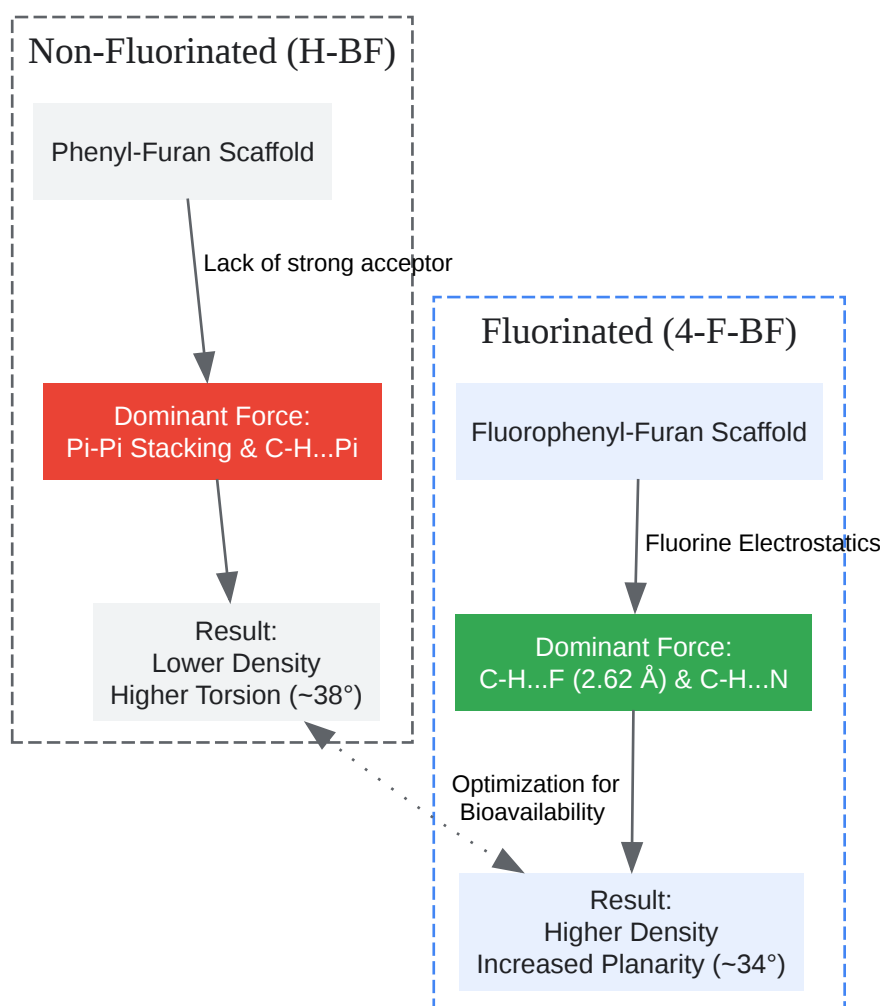 Non-Fluorinated (H-BF)
Phenyl-Furan Scaffold
Lack of strong acceptor
Dominant Force:
Pi-Pi Stacking & C-H...Pi
Result:
Lower Density
Higher Torsion (~38°)
Fluorinated (4-F-BF)
Fluorophenyl-Furan Scaffold
Fluorine Electrostatics
Dominant Force:
C-H...F (2.62 Å) & C-H...N
Optimization for
Bioavailability
Result:
Higher Density
Increased Planarity (~34°)